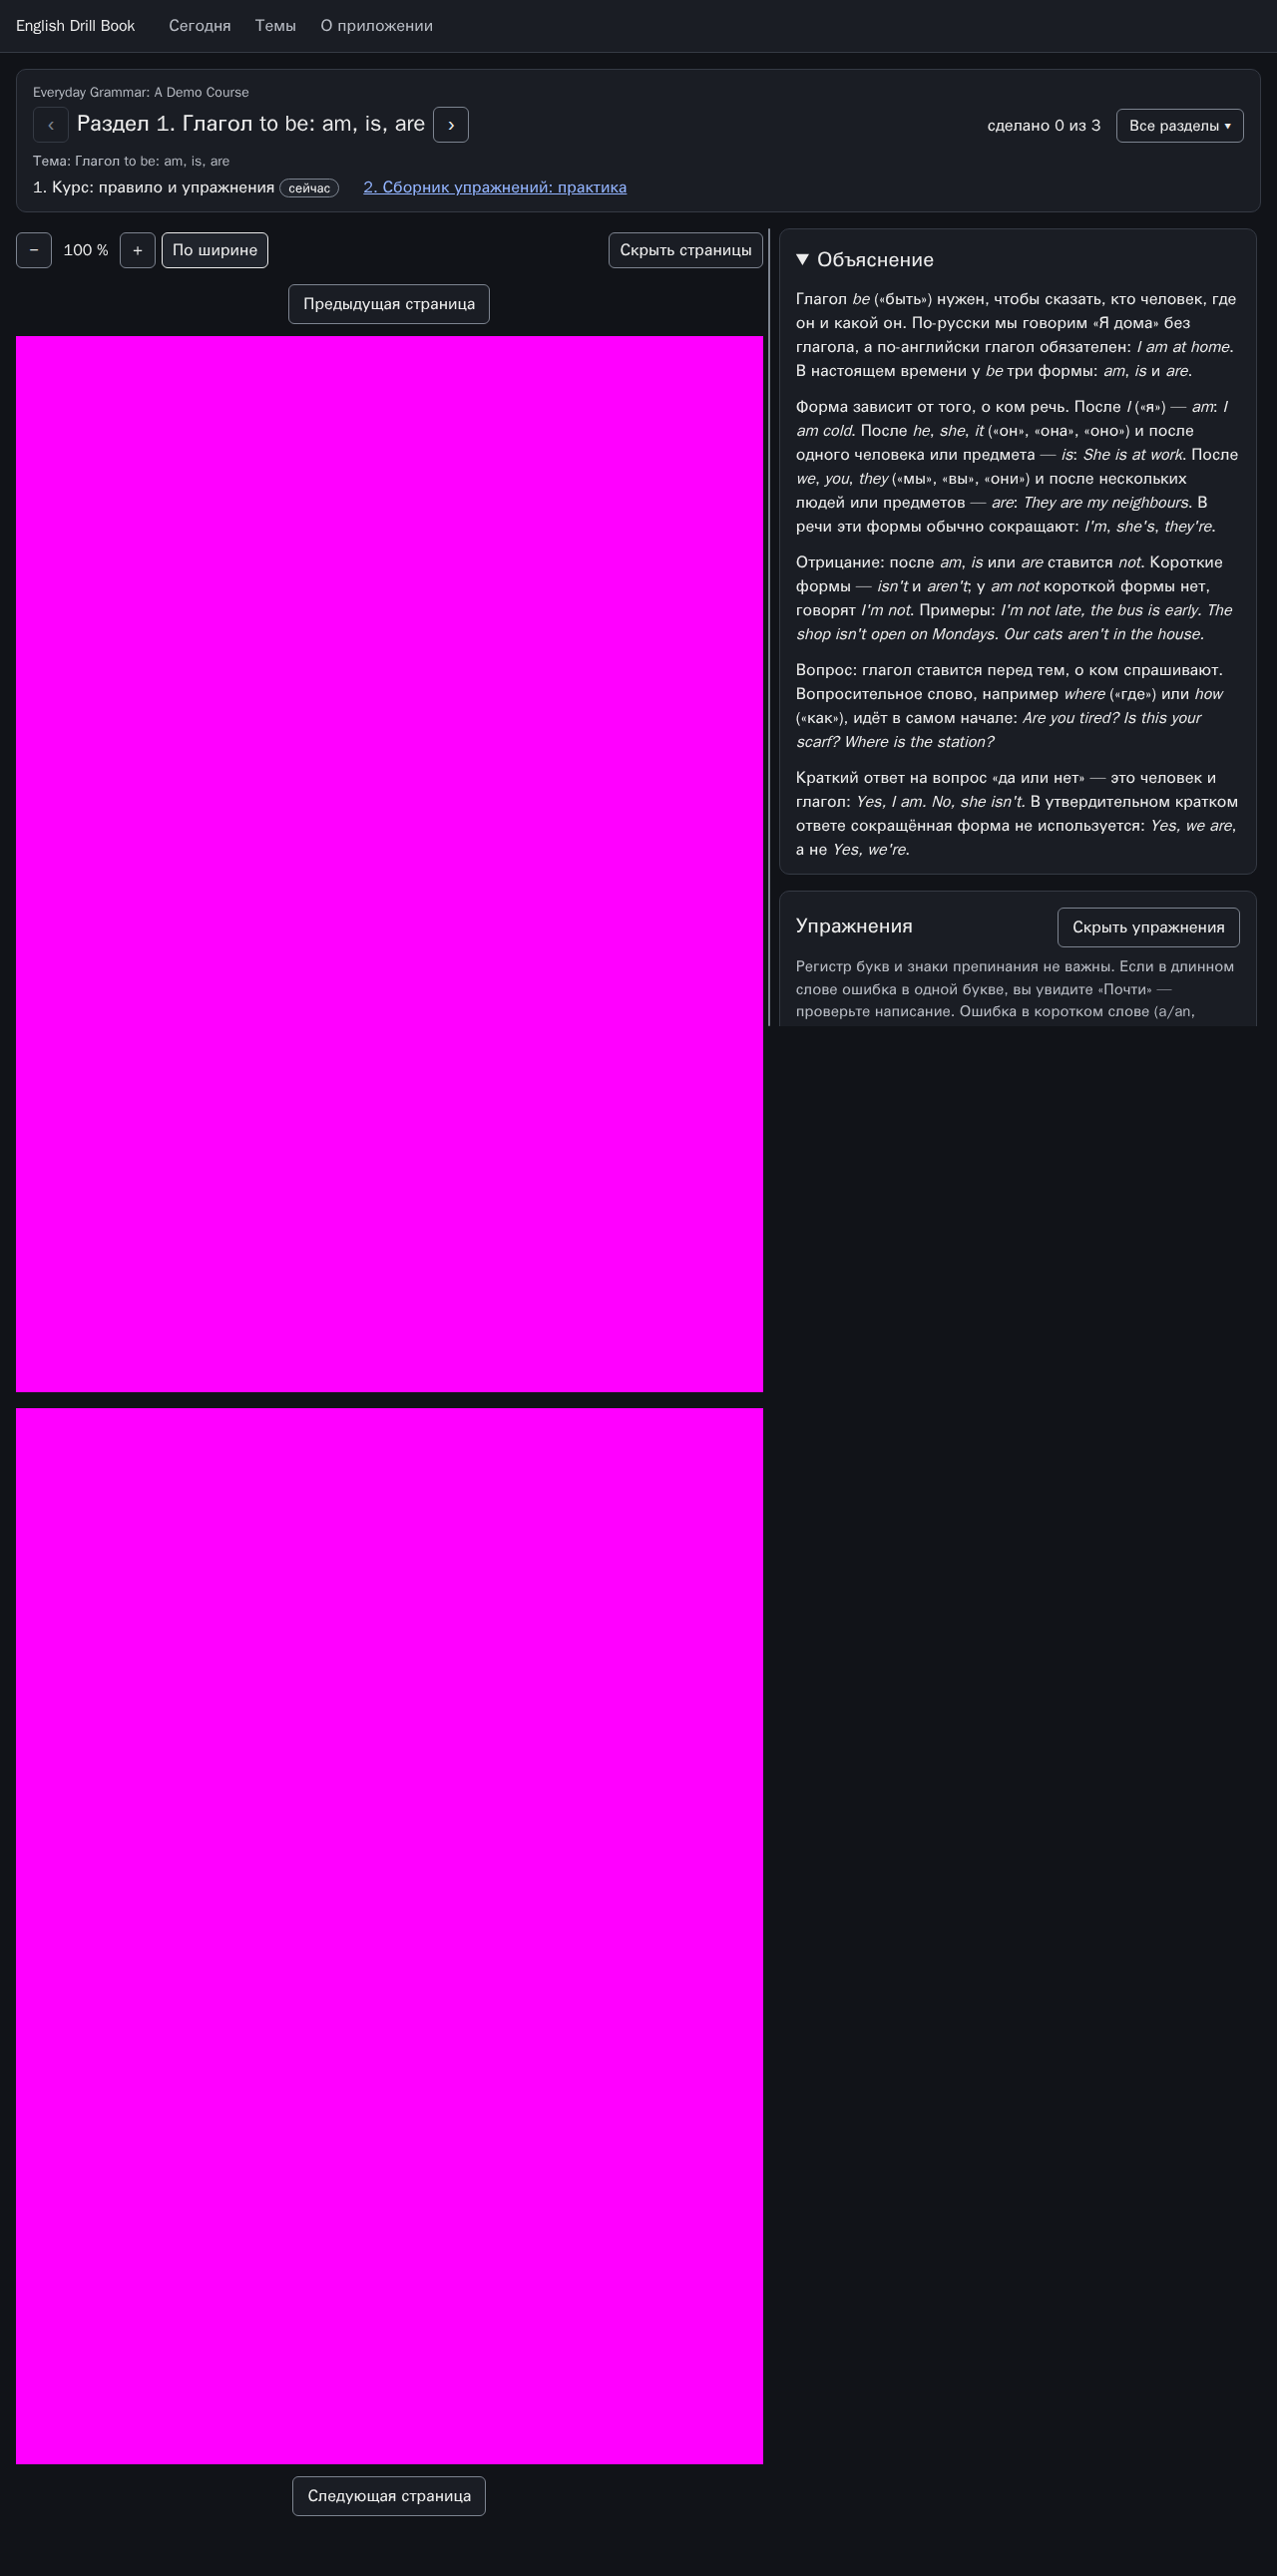 English Drill Book Сегодня Темы О приложении
Everyday Grammar: A Demo Course
‹ Раздел 1. Глагол to be: am, is, are ›
сделано 0 из 3 Все разделы ▾
Тема: Глагол to be: am, is, are
1. Курс: правило и упражнения сейчас 2. Сборник упражнений: практика
− 100 % + По ширине Скрыть страницы
Предыдущая страница
Следующая страница
▼ Объяснение
Глагол be («быть») нужен, чтобы сказать, кто человек, где
он и какой он. По-русски мы говорим «Я дома» без
глагола, а по-английски глагол обязателен: I am at home.
В настоящем времени у be три формы: am, is и are.
Форма зависит от того, о ком речь. После I («я») — am: I
am cold. После he, she, it («он», «она», «оно») и после
одного человека или предмета — is: She is at work. После
we, you, they («мы», «вы», «они») и после нескольких
людей или предметов — are: They are my neighbours. В
речи эти формы обычно сокращают: I'm, she's, they're.
Отрицание: после am, is или are ставится not. Короткие
формы — isn't и aren't; у am not короткой формы нет,
говорят I'm not. Примеры: I'm not late, the bus is early. The
shop isn't open on Mondays. Our cats aren't in the house.
Вопрос: глагол ставится перед тем, о ком спрашивают.
Вопросительное слово, например where («где») или how
(«как»), идёт в самом начале: Are you tired? Is this your
scarf? Where is the station?
Краткий ответ на вопрос «да или нет» — это человек и
глагол: Yes, I am. No, she isn't. В утвердительном кратком
ответе сокращённая форма не используется: Yes, we are,
а не Yes, we're.
Упражнения Скрыть упражнения
Регистр букв и знаки препинания не важны. Если в длинном
слове ошибка в одной букве, вы увидите «Почти» —
проверьте написание. Ошибка в коротком слове (a/an,